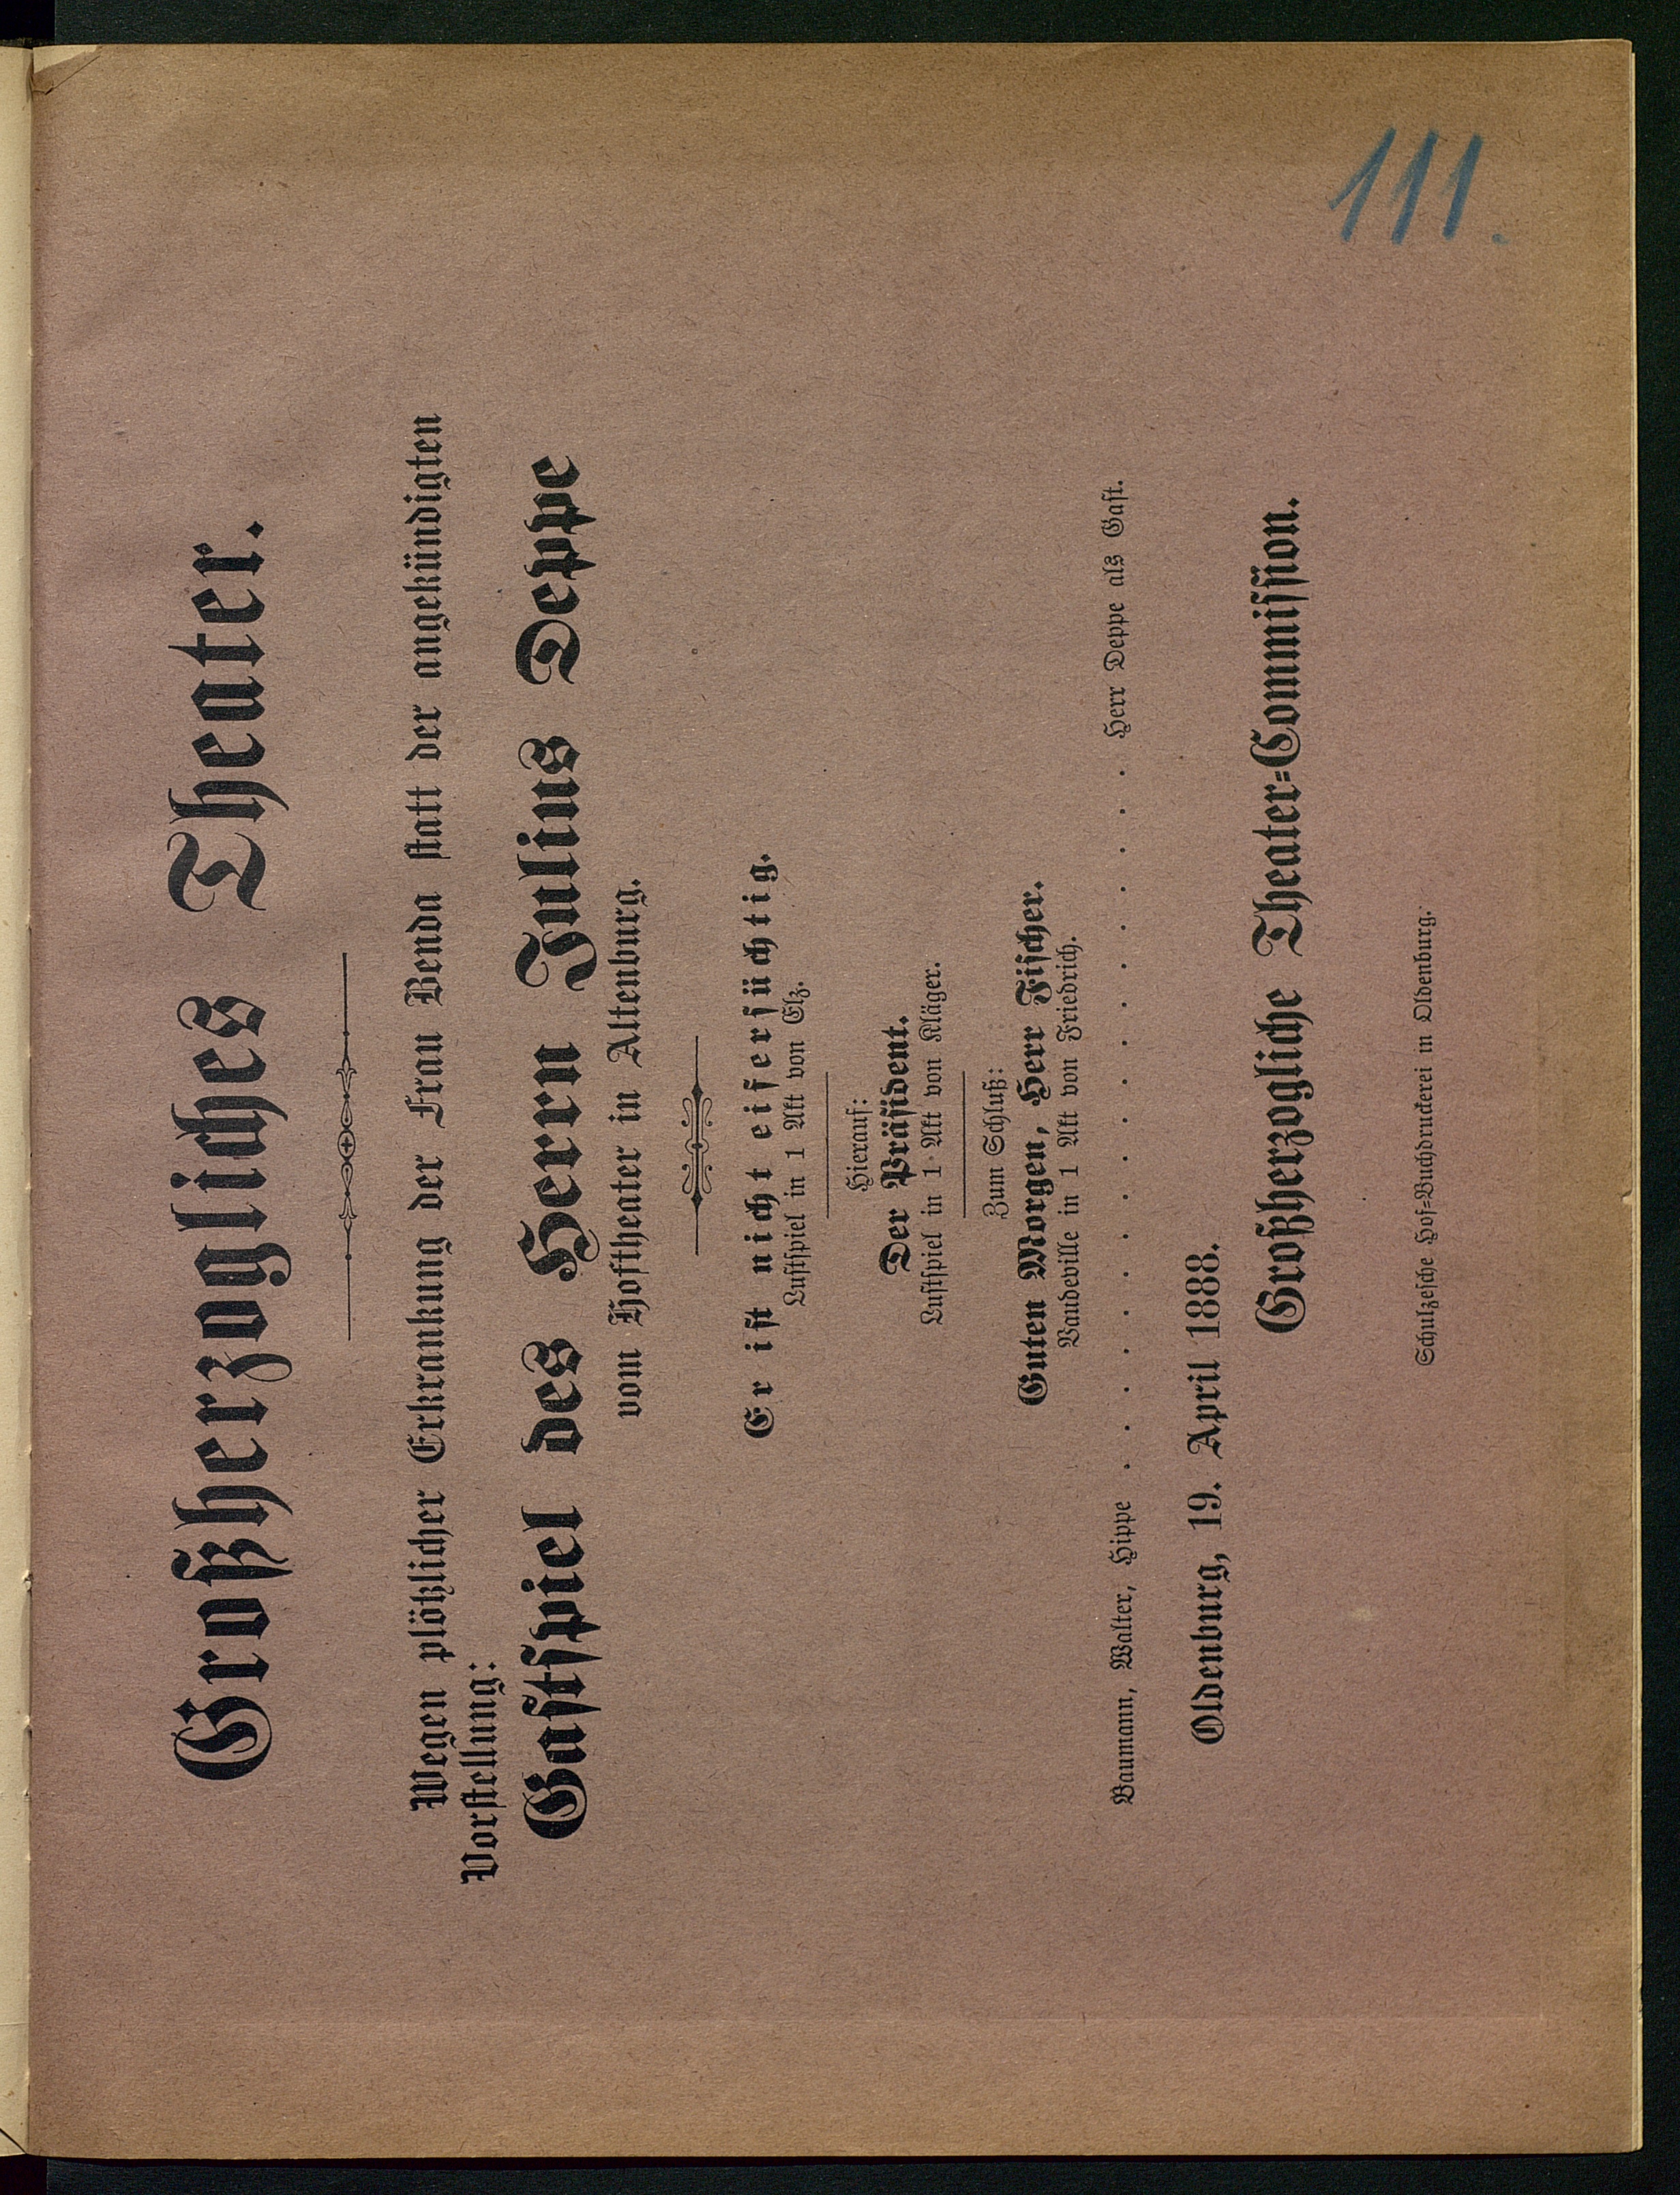 Großherzogliches Theater.
Wegen plötzlicher Erkrankung der Frau Benda statt der angekündigten
Vorstellung:
Gastspiel des Herrn Julius Deppe
vom Hoftheater in Altenburg.
Er ist nicht eifersüchtig.
Lustspiel in 1 Akt von Elz.
Hierauf:
Der Präsident.
Lustspiel in 1 Akt von Kläger.
Zum Schluß:
Guten Morgen, Herr Fischer.
Vaudeville in 1 Akt von Friedrich.
Baumann, Walter, Hippe . . . . . . . . . . . . . Herr Deppe als Gast.
Oldenburg, 19. April 1888.
Großherzogliche Theater=Commission.
Schulzesche Hof=Buchdruckerei in Oldenburg.
111.